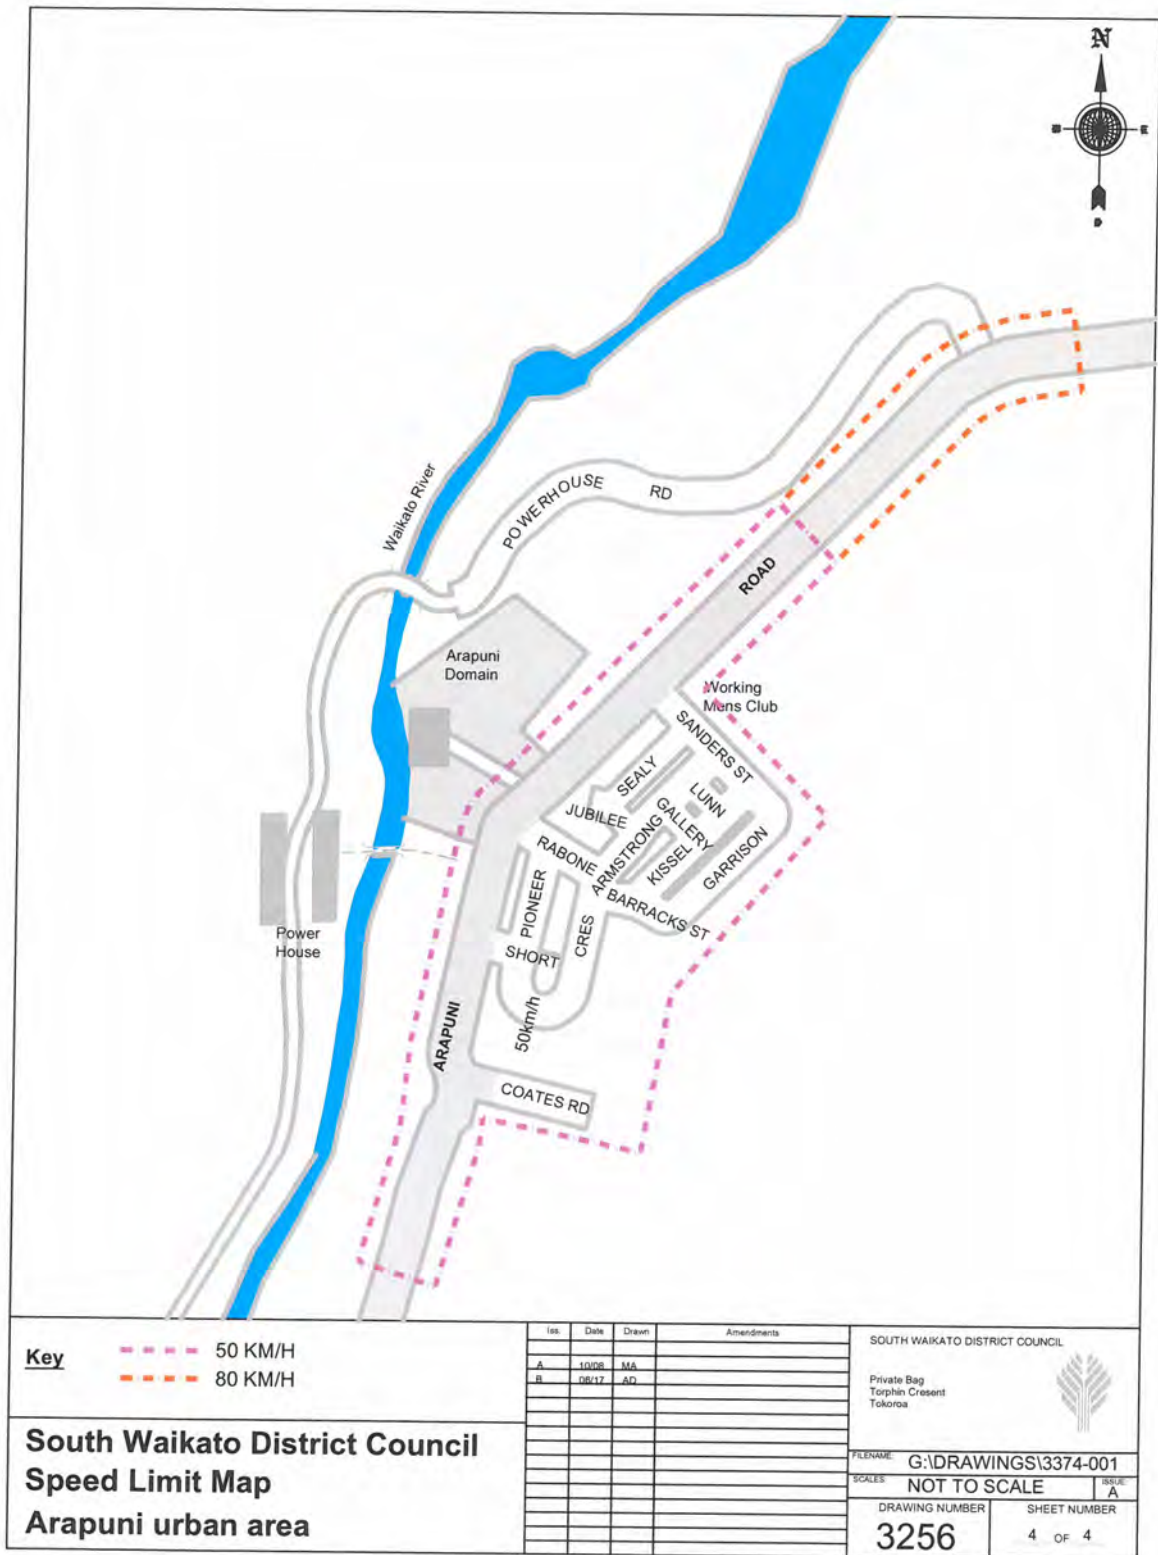 N
E
Waikato River
POWERHOUSE RD
ROAD
Arapuni
Domain
Working
Mens Club
SANDERS ST
SEALY
LUNN
JUBILEE
GALLERY
ARMSTRONG
KISSEL
GARRISON
RABONE
BARRACKS ST
PIONEER
CRES
SHORT
Power
House
50km/h
ARAPUNI
COATES RD
Key
50 KM/H
80 KM/H
South Waikato District Council
Speed Limit Map
Arapuni urban area
Iss. Date Drawn Amendments
A 10/08 MA
B 08/17 AD
SOUTH WAIKATO DISTRICT COUNCIL
Private Bag
Torphin Cresent
Tokoroa
FILENAME: G:\DRAWINGS\3374-001
SCALES NOT TO SCALE ISSUE A
DRAWING NUMBER SHEET NUMBER
3256 4 OF 4